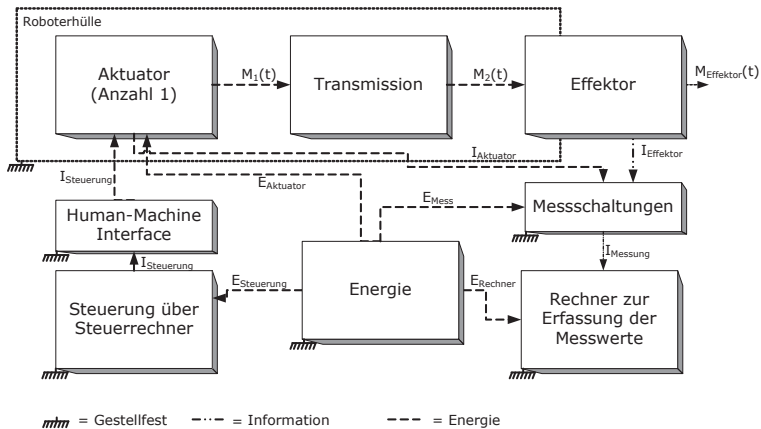 Roboterhülle
Aktuator
(Anzahl 1)
M1(t)
Transmission
M2(t)
Effektor
MEffektor(t)
IAktuator
IEffektor
ISteuerung
EAktuator
Human-Machine
Interface
EMess
Messschaltungen
ISteuerung
IMessung
Steuerung über
Steuerrechner
ESteuerung
Energie
ERechner
Rechner zur
Erfassung der
Messwerte
= Gestellfest
= Information
= Energie